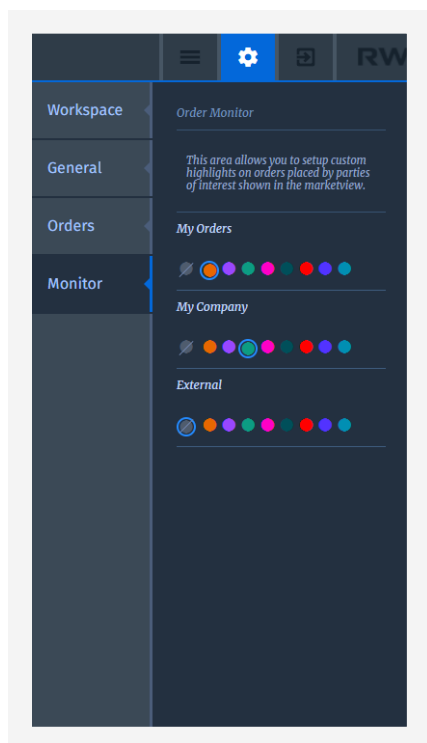 RW
Workspace
General
Orders
Monitor
Order Monitor
This area allows you to setup custom
highlights on orders placed by parties
of interest shown in the marketview.
My Orders
My Company
External